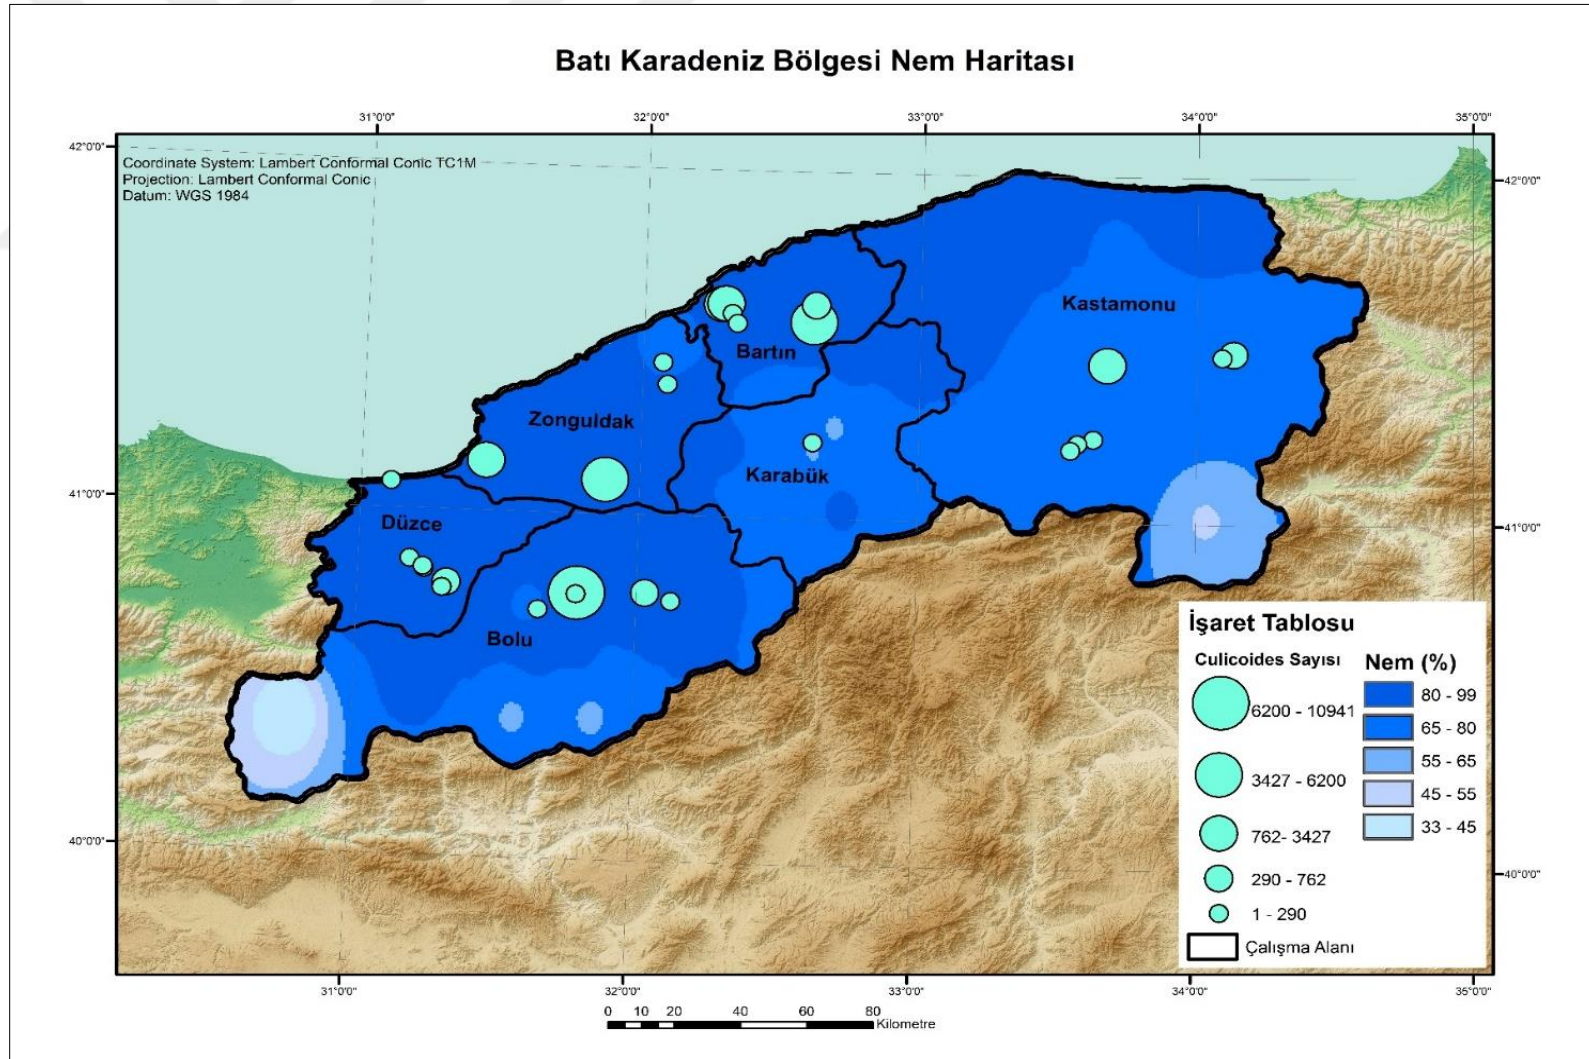 Batı Karadeniz Bölgesi Nem Haritası
31°0'0"
32°0'0"
33°0'0"
34°0'0"
35°0'0"
42°0'0"
Coordinate System: Lambert Conformal Conic TC1M
Projection: Lambert Conformal Conic
Datum: WGS 1984
42°0'0"
Kastamonu
Bartın
Zonguldak
Karabük
41°0'0"
Düzce
41°0'0"
Bolu
İşaret Tablosu
Culicoides Sayısı
6200 - 10941
3427 - 6200
762- 3427
290 - 762
1 - 290
Çalışma Alanı
Nem (%)
80 - 99
65 - 80
55 - 65
45 - 55
33 - 45
40°0'0"
40°0'0"
31°0'0"
32°0'0"
33°0'0"
34°0'0"
35°0'0"
0 10 20 40 60 80
Kilometre